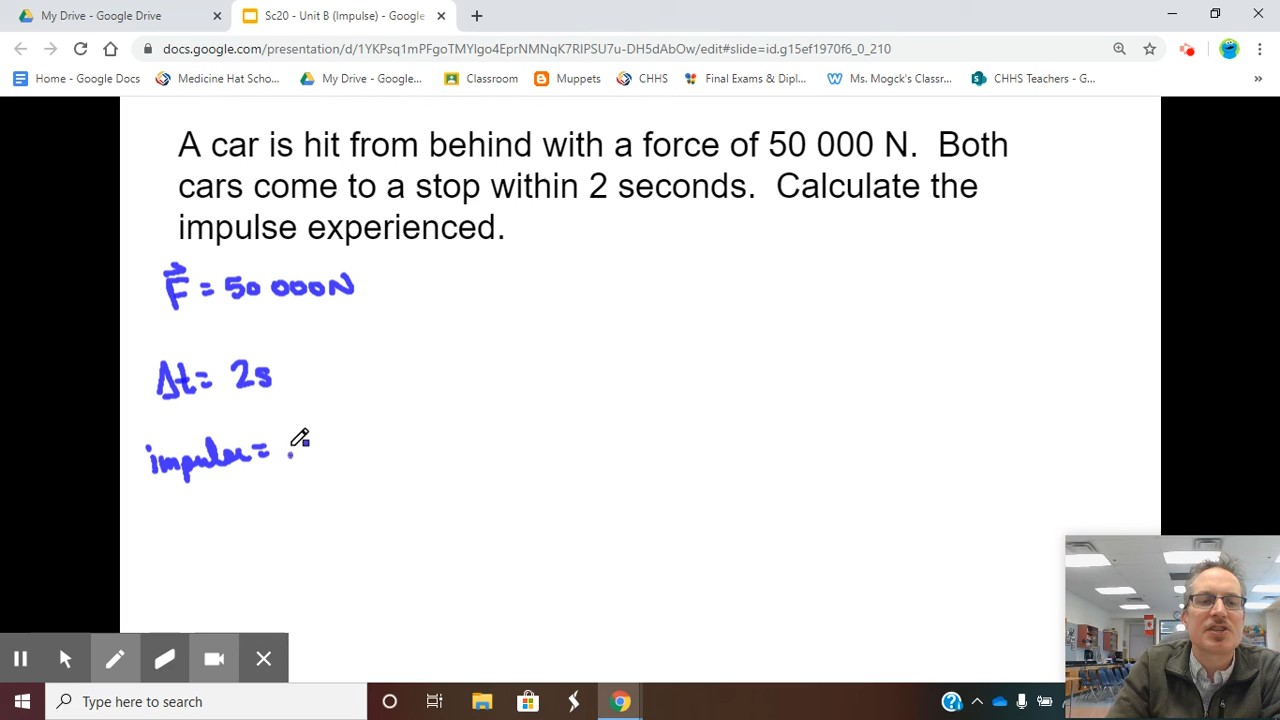 My Drive - Google Drive
Sc20 - Unit B (Impulse) - Google
docs.google.com/presentation/d/1YKPsq1mPFgoTMYIgo4EprNMNqK7RIPSU7u-DH5dAbOw/edit#slide=id.g15ef1970f6_0_210
Home - Google Docs
Medicine Hat Scho...
My Drive - Google...
Classroom
Muppets
CHHS
Final Exams & Dipl...
Ms. Mogck's Classr...
CHHS Teachers - G...
»
A car is hit from behind with a force of 50 000 N. Both
cars come to a stop within 2 seconds. Calculate the
impulse experienced.
F⃗ = 50 000N
Δt = 2s
impulse =
Type here to search